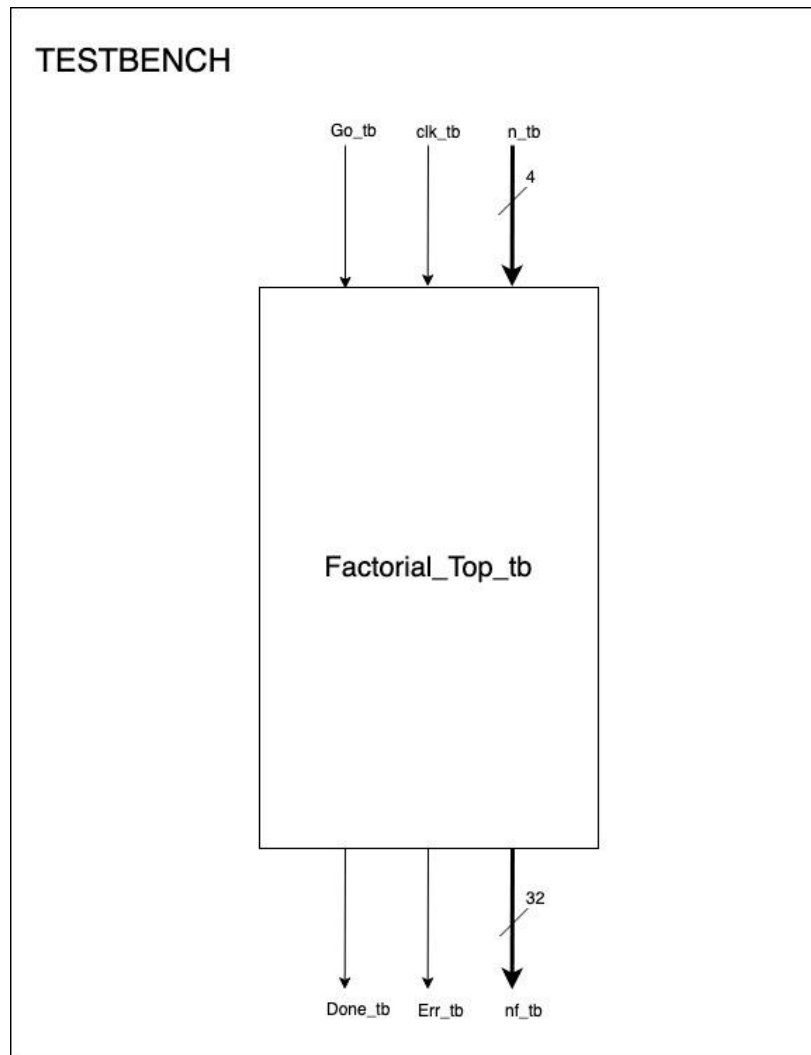 TESTBENCH
Go_tb clk_tb n_tb
4
Factorial_Top_tb
32
Done_tb Err_tb nf_tb